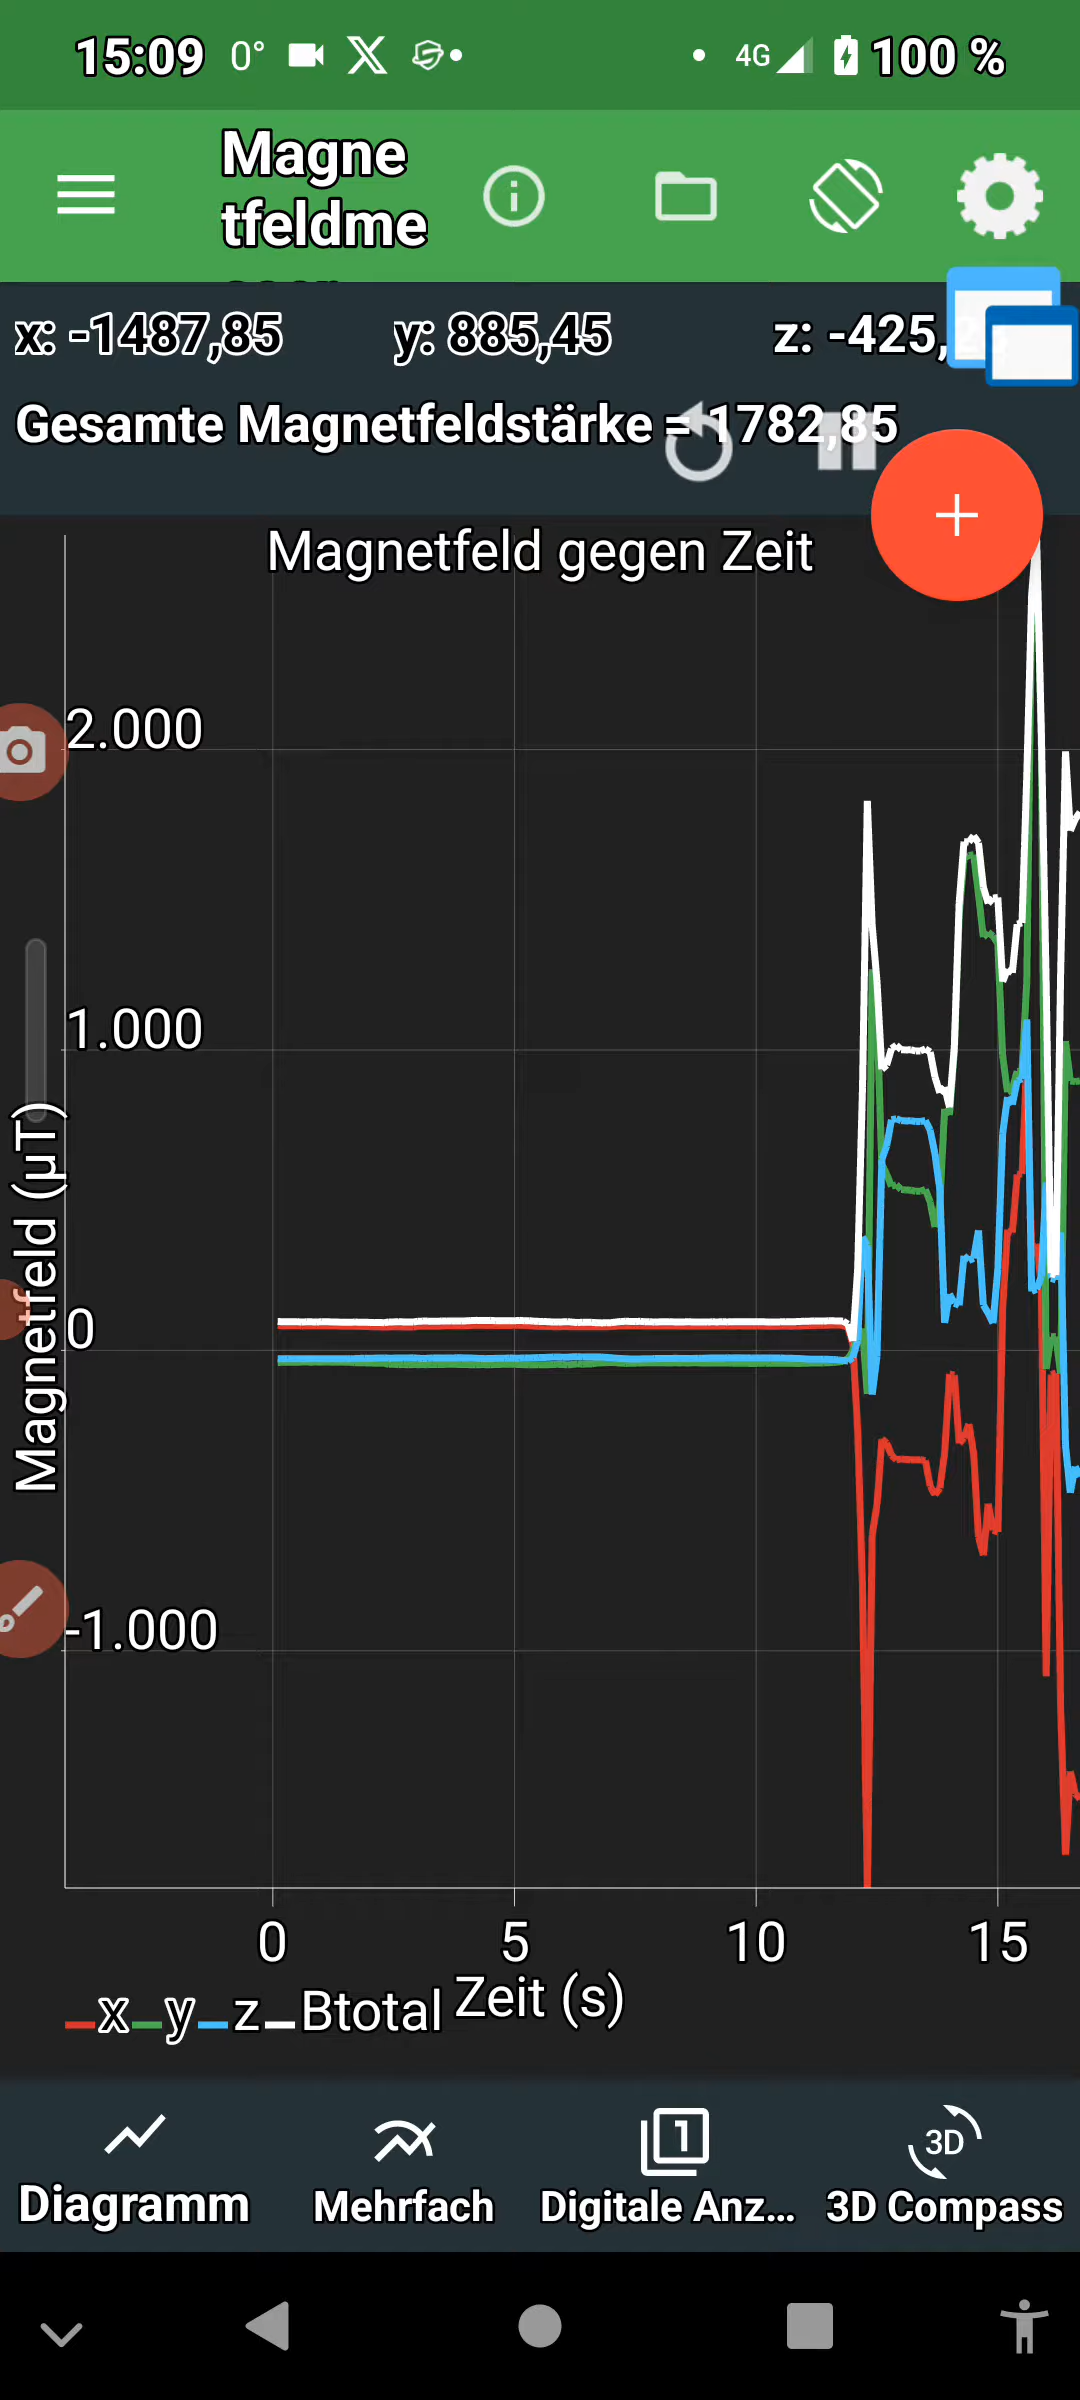 15:09 0° 4G 100 %
Magne
tfeldme
x: -1487,85 y: 885,45 z: -425,
Gesamte Magnetfeldstärke = 1782,85
Magnetfeld gegen Zeit
2.000
1.000
0
-1.000
Magnetfeld (µT)
0 5 10 15
Zeit (s)
x y z Btotal
Diagramm Mehrfach Digitale Anz... 3D Compass